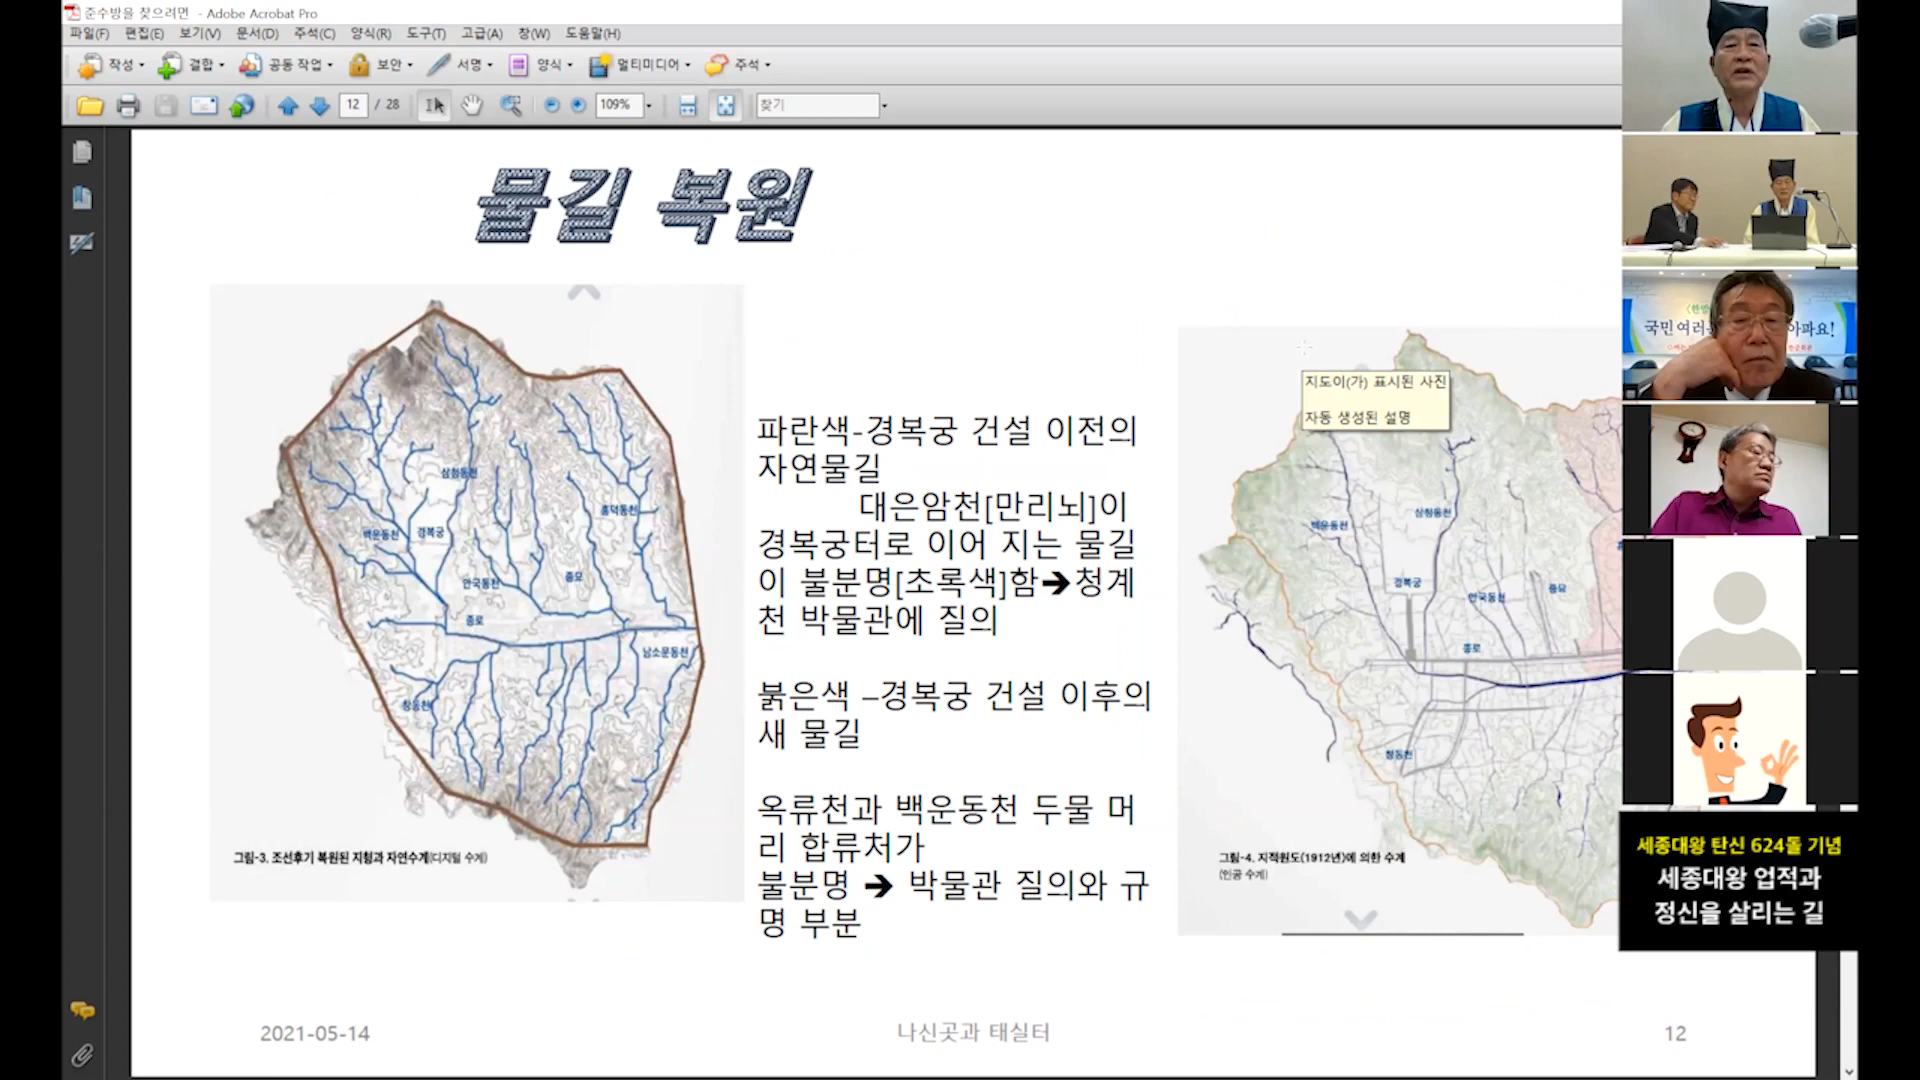 준수방을 찾으려면 - Adobe Acrobat Pro
파일(F) 편집(E) 보기(V) 문서(D) 주석(C) 양식(R) 도구(T) 고급(A) 창(W) 도움말(H)
작성 결합 공동 작업 보안 서명 양식 멀티미디어 주석
12 / 28 109% 찾기
물길 복원
삼청동천
백운동천
경복궁
흥덕동천
안국동천
종묘
종로
남소문동천
창동천
그림-3. 조선후기 복원된 지형과 자연수계(디지털 수계)
파란색-경복궁 건설 이전의
자연물길
대은암천[만리뇌]이
경복궁터로 이어 지는 물길
이 불분명[초록색]함➔청계
천 박물관에 질의
붉은색 –경복궁 건설 이후의
새 물길
옥류천과 백운동천 두물 머
리 합류처가
불분명 ➔ 박물관 질의와 규
명 부분
지도이(가) 표시된 사진
자동 생성된 설명
백운동천
삼청동천
경복궁
안국동천
종묘
종로
창동천
그림-4. 지적원도(1912년)에 의한 수계
(인공 수계)
2021-05-14
나신곳과 태실터
12
국민 여러 아파요!
세종대왕 탄신 624돌 기념
세종대왕 업적과
정신을 살리는 길